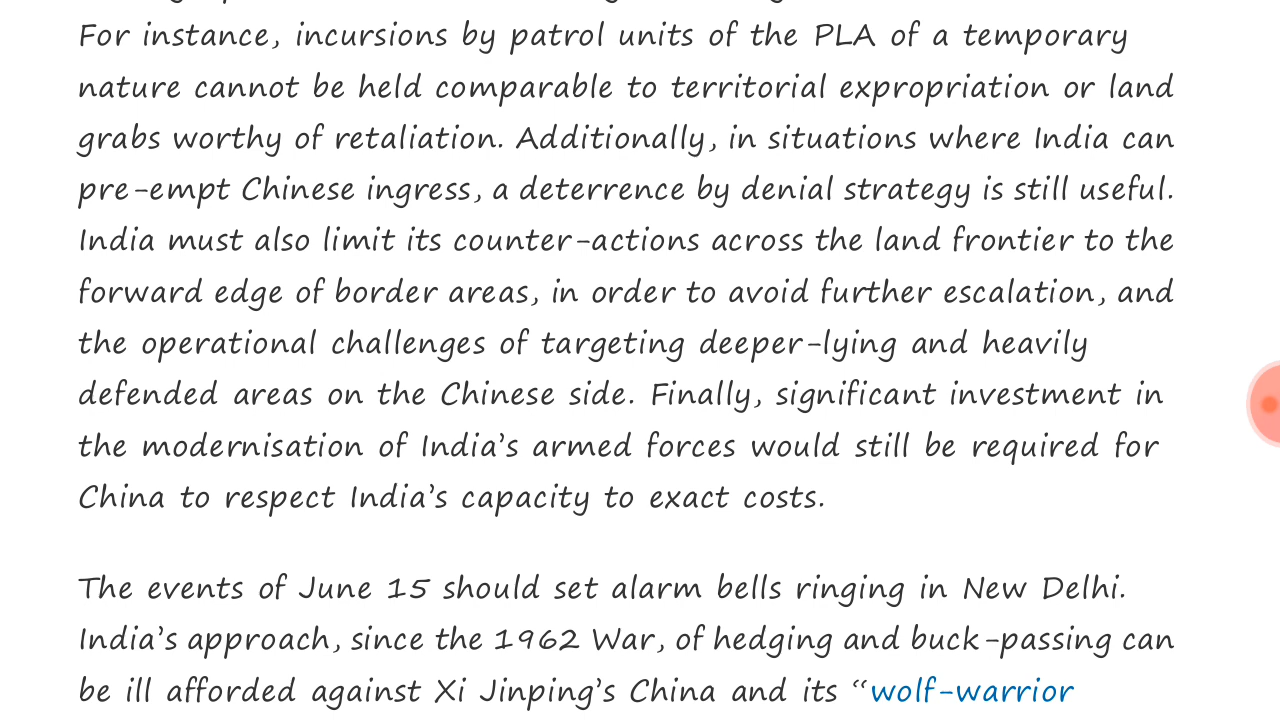 For instance, incursions by patrol units of the PLA of a temporary
nature cannot be held comparable to territorial expropriation or land
grabs worthy of retaliation. Additionally, in situations where India can
pre-empt Chinese ingress, a deterrence by denial strategy is still useful.
India must also limit its counter-actions across the land frontier to the
forward edge of border areas, in order to avoid further escalation, and
the operational challenges of targeting deeper-lying and heavily
defended areas on the Chinese side. Finally, significant investment in
the modernisation of India’s armed forces would still be required for
China to respect India’s capacity to exact costs.
The events of June 15 should set alarm bells ringing in New Delhi.
India’s approach, since the 1962 War, of hedging and buck-passing can
be ill afforded against Xi Jinping’s China and its “wolf-warrior